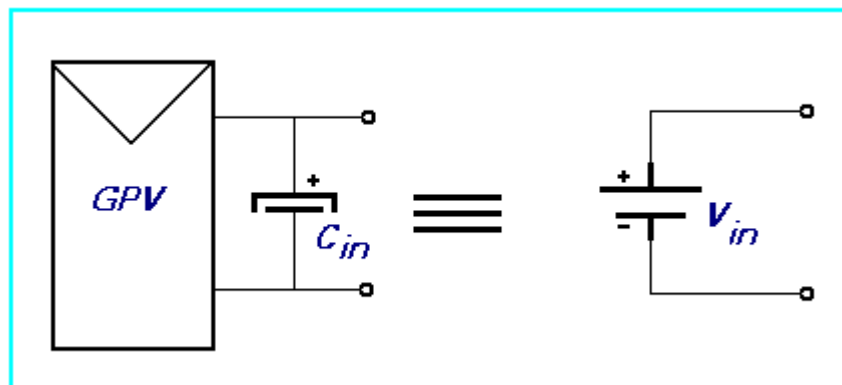 GPV
+
C_in
+
-
V_in